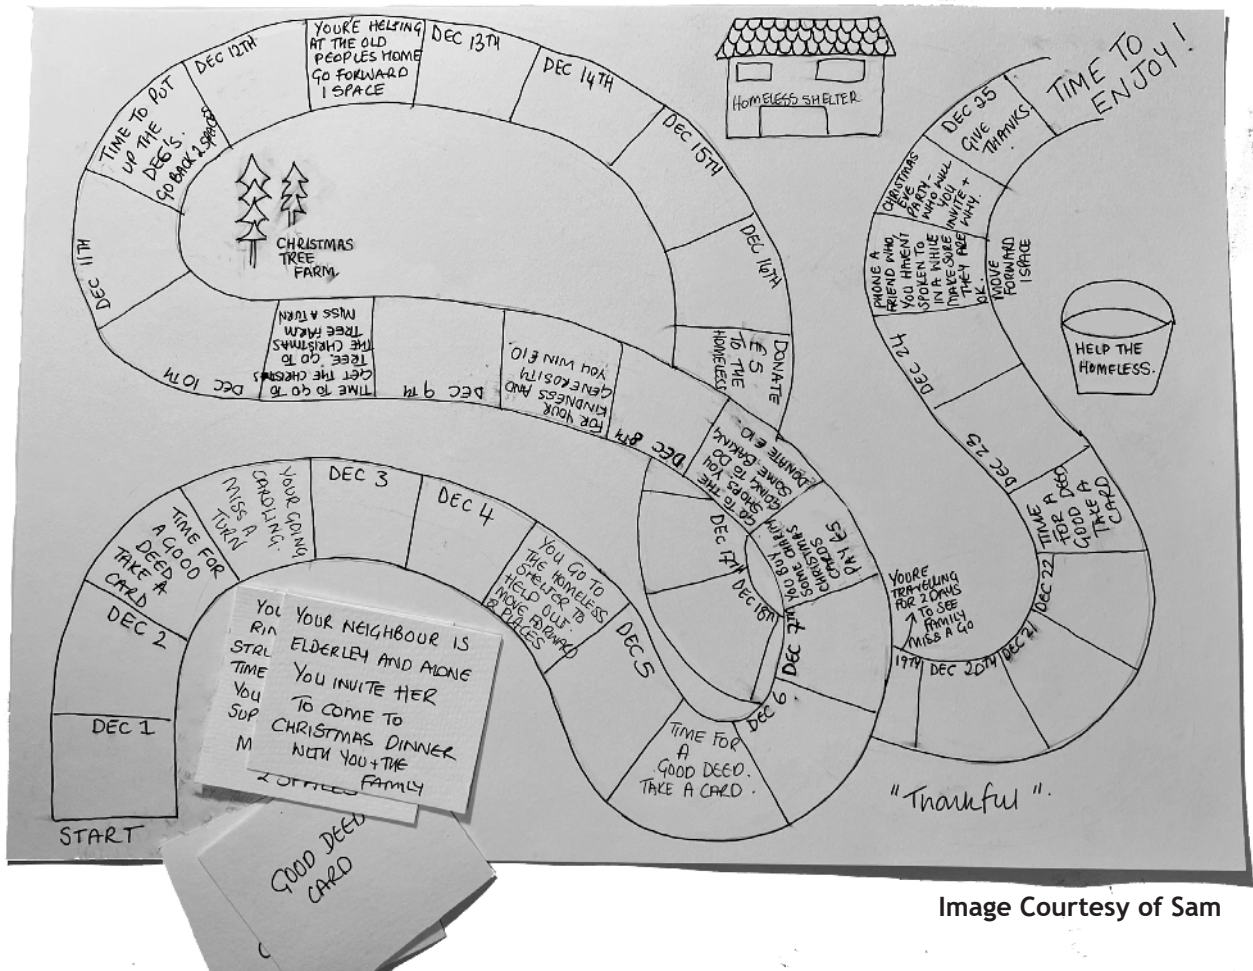 START
DEC 1
DEC 2
TIME FOR
A GOOD
DEED
TAKE A
CARD
YOUR GOING
CAROLING.
MISS A
TURN
DEC 3
DEC 4
YOU GO TO
THE HOMELESS
SHELTER TO
HELP OUT.
MOVE FORWARD
2 PLACES
DEC 5
TIME FOR
A
GOOD DEED.
TAKE A CARD.
DEC 6.
DEC 7TH
YOU BUY
SOME CHARITY
CHRISTMAS
CARDS
PAY £5
GO TO THE
SHOPS YOU
GOING TO DO
SOME BAKING
DONATE £10.
DEC 8TH
FOR YOUR
KINDNESS AND
GENEROSITY
YOU WIN £10
DEC 9TH
TIME TO GO TO
GET THE CHRISTMAS
TREE. GO TO
THE CHRISTMAS
TREE FARM
MISS A TURN
DEC 10TH
DEC 11TH
TIME TO PUT
UP THE
DEC'S.
GO BACK 2 SPACES
DEC 12TH
YOURE HELPING
AT THE OLD
PEOPLES HOME
GO FORWARD
1 SPACE
DEC 13TH
DEC 14TH
DEC 15TH
DEC 16TH
DONATE
£5
TO THE
HOMELESS
DEC 17TH
DEC 18TH
19TH
YOURE
TRAVELLING
FOR 2 DAYS
TO SEE
FAMILY
MISS A GO
DEC 20TH
DEC 21
DEC 22
TIME FOR A
GOOD DEED
TAKE A
CARD
DEC 23
DEC 24
PHONE A
FRIEND WHO,
YOU HAVENT
SPOKEN TO
IN A WHILE
MAKE SURE
THEY ARE
OK.
MOVE
FORWARD
1 SPACE
CHRISTMAS
EVE
PARTY-
WHO WILL
YOU
INVITE +
WHY.
DEC 25
GIVE
THANKS.
TIME TO
ENJOY!
CHRISTMAS
TREE
FARM
HOMELESS SHELTER
HELP THE
HOMELESS.
"Thankful".
YOUR NEIGHBOUR IS
ELDERLEY AND ALONE
YOU INVITE HER
TO COME TO
CHRISTMAS DINNER
WITH YOU + THE
FAMILY
TIME
YOU
GOOD DEED
CARD
Image Courtesy of Sam